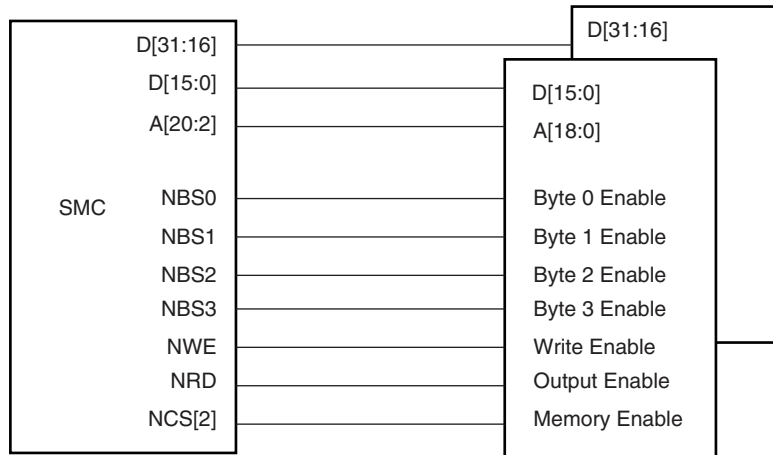 D[31:16] D[31:16]
D[15:0] D[15:0]
A[20:2] A[18:0]
SMC
NBS0 Byte 0 Enable
NBS1 Byte 1 Enable
NBS2 Byte 2 Enable
NBS3 Byte 3 Enable
NWE Write Enable
NRD Output Enable
NCS[2] Memory Enable